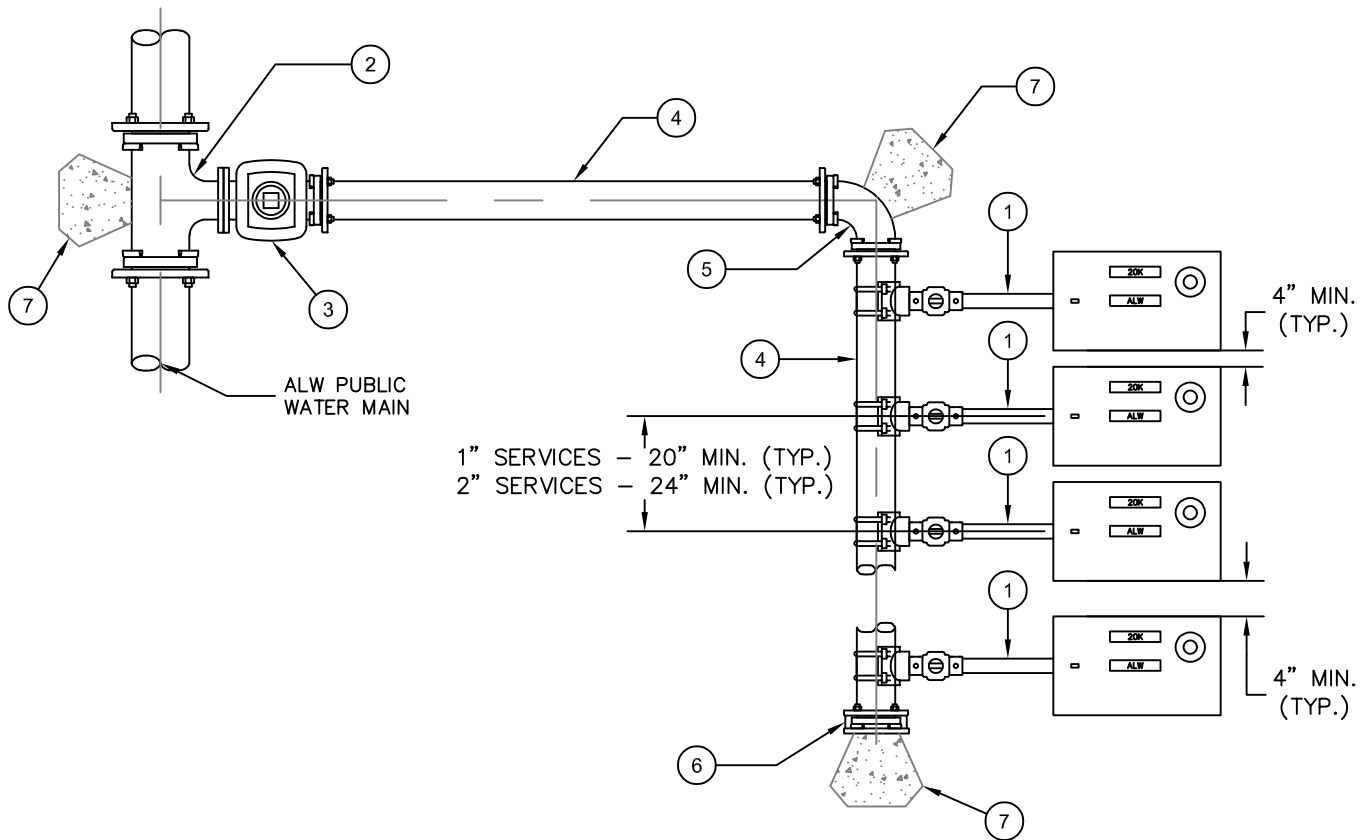 2
7
4
1
20K
ALW
5
7
3
4" MIN.
(TYP.)
1
4
20K
ALW
ALW PUBLIC
WATER MAIN
1" SERVICES – 20" MIN. (TYP.)
2" SERVICES – 24" MIN. (TYP.)
1
20K
ALW
1
20K
ALW
4" MIN.
(TYP.)
6
7